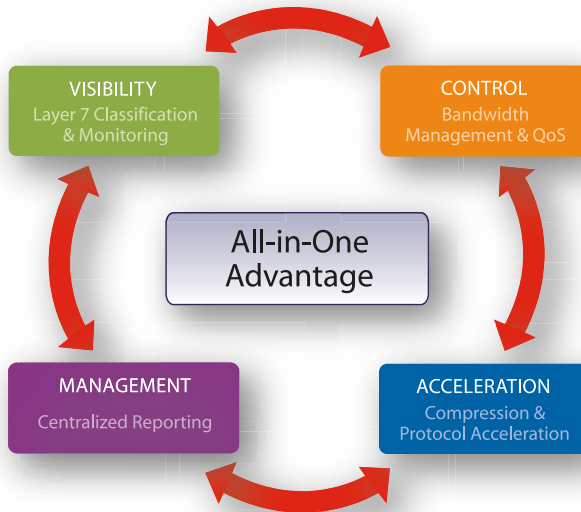 VISIBILITY
Layer 7 Classification
& Monitoring
CONTROL
Bandwidth
Management & QoS
All-in-One
Advantage
MANAGEMENT
Centralized Reporting
ACCELERATION
Compression &
Protocol Acceleration